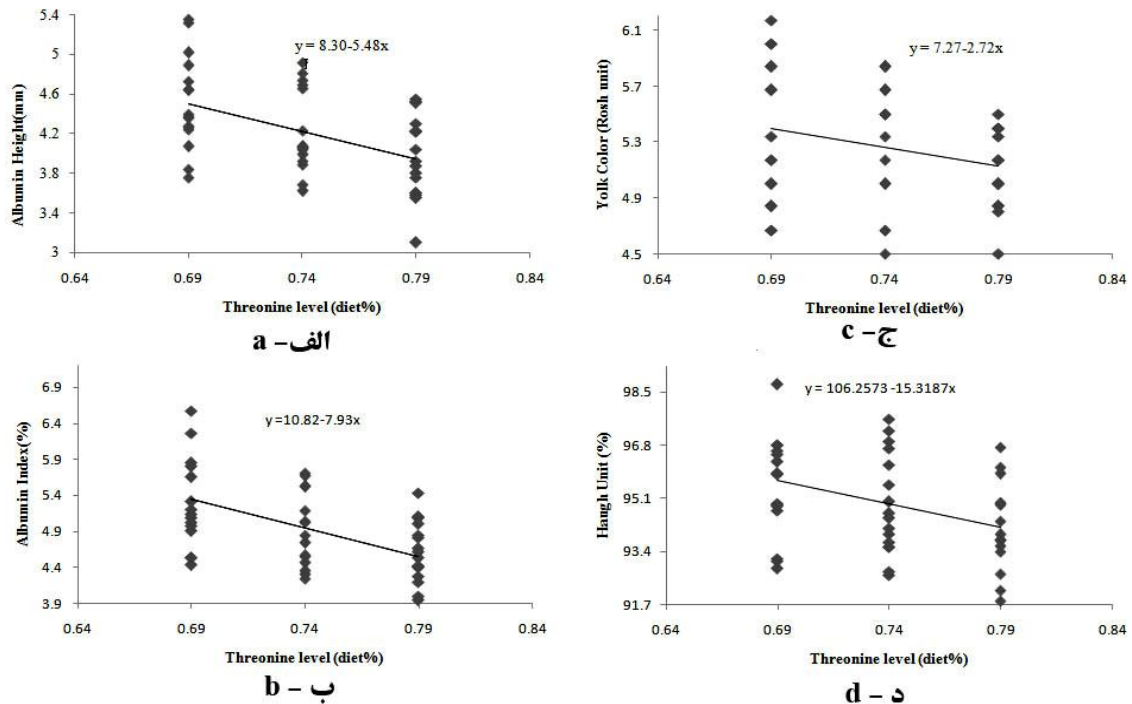 y = 8.30-5.48x
Albumin Height(mm)
5.4
5
4.6
4.2
3.8
3.4
3
0.64 0.69 0.74 0.79 0.84
Threonine level (diet%)
الف- a
y = 7.27-2.72x
Yolk Color (Rosh unit)
6.1
5.7
5.3
4.9
4.5
0.64 0.69 0.74 0.79 0.84
Threonine level (diet%)
ج- c
y =10.82-7.93x
Albumin Index(%)
6.9
6.4
5.9
5.4
4.9
4.4
3.9
0.64 0.69 0.74 0.79 0.84
Threonine level (diet%)
ب - b
y = 106.2573 -15.3187x
Haugh Unit (%)
98.5
96.8
95.1
93.4
91.7
0.64 0.69 0.74 0.79 0.84
Threonine level (diet%)
د - d